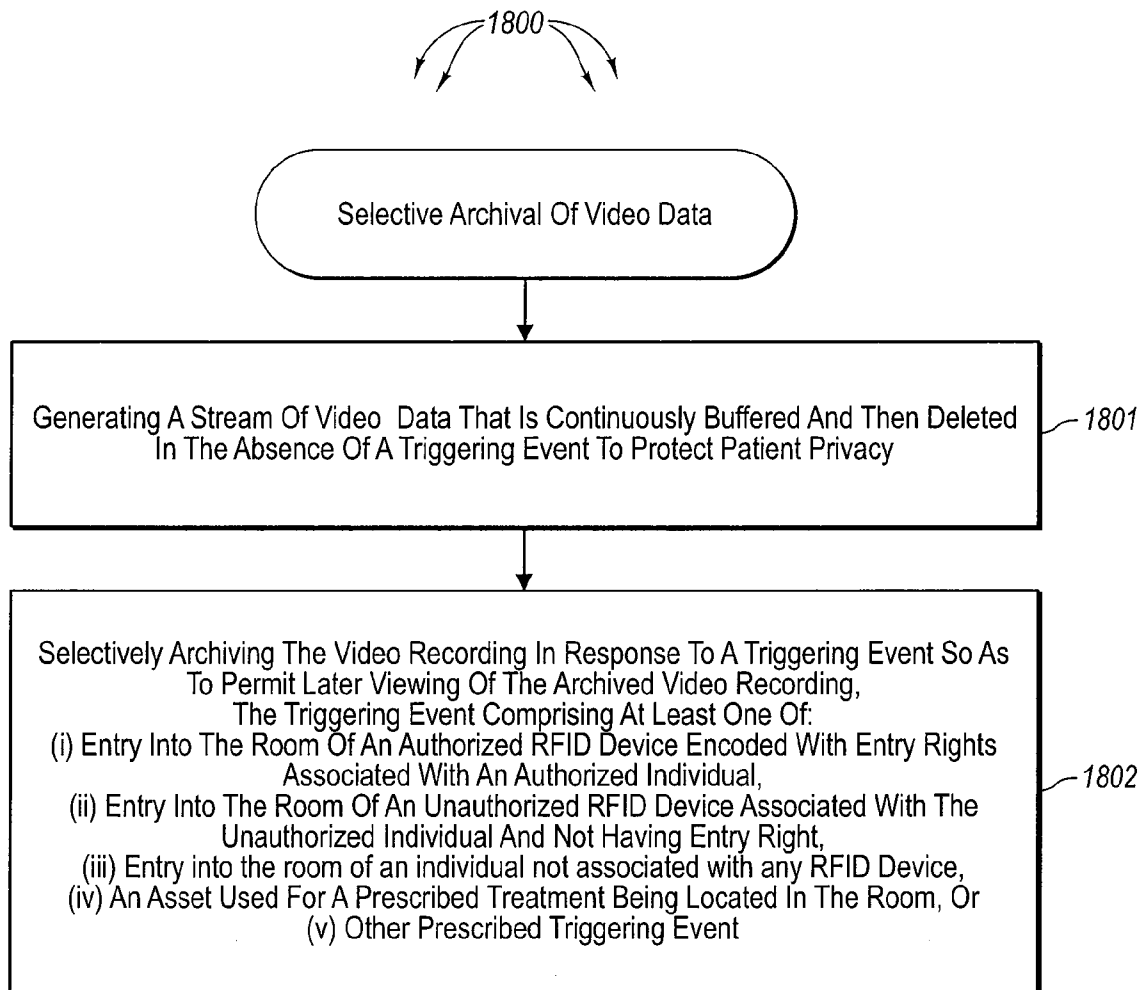 1800
Selective Archival Of Video Data
Generating A Stream Of Video Data That Is Continuously Buffered And Then Deleted
In The Absence Of A Triggering Event To Protect Patient Privacy
1801
Selectively Archiving The Video Recording In Response To A Triggering Event So As
To Permit Later Viewing Of The Archived Video Recording,
The Triggering Event Comprising At Least One Of:
(i) Entry Into The Room Of An Authorized RFID Device Encoded With Entry Rights
Associated With An Authorized Individual,
(ii) Entry Into The Room Of An Unauthorized RFID Device Associated With The
Unauthorized Individual And Not Having Entry Right,
(iii) Entry into the room of an individual not associated with any RFID Device,
(iv) An Asset Used For A Prescribed Treatment Being Located In The Room, Or
(v) Other Prescribed Triggering Event
1802